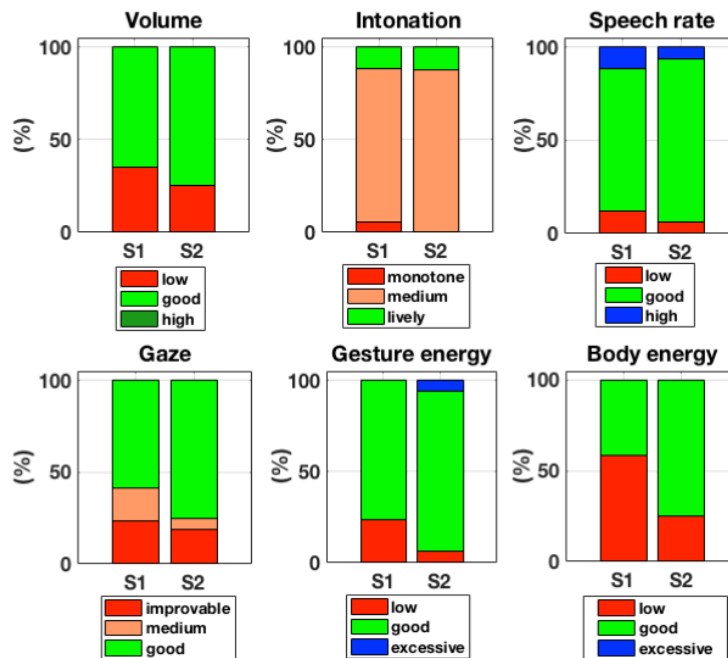 Volume
Intonation
Speech rate
100
100
100
(%)
(%)
(%)
50
50
50
0
0
0
S1 S2
S1 S2
S1 S2
low
good
high
monotone
medium
lively
low
good
high
Gaze
Gesture energy
Body energy
100
100
100
(%)
(%)
(%)
50
50
50
0
0
0
S1 S2
S1 S2
S1 S2
improvable
medium
good
low
good
excessive
low
good
excessive